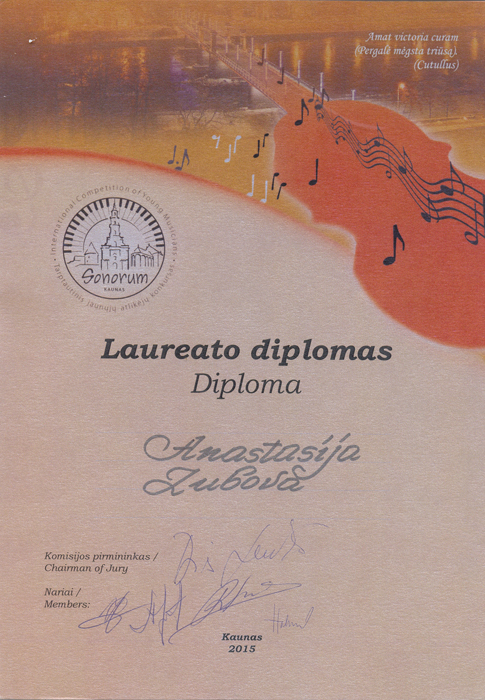 Amat victoria curam
(Pergalė mėgsta triūsą).
(Cutullus)
International Competition of Young Musicians
Sonorum
KAUNAS
Tarptautinis jaunųjų atlikėjų konkursas
Laureato diplomas
Diploma
Anastasija
Zubova
Komisijos pirmininkas /
Chairman of Jury
Nariai /
Members:
Kaunas
2015